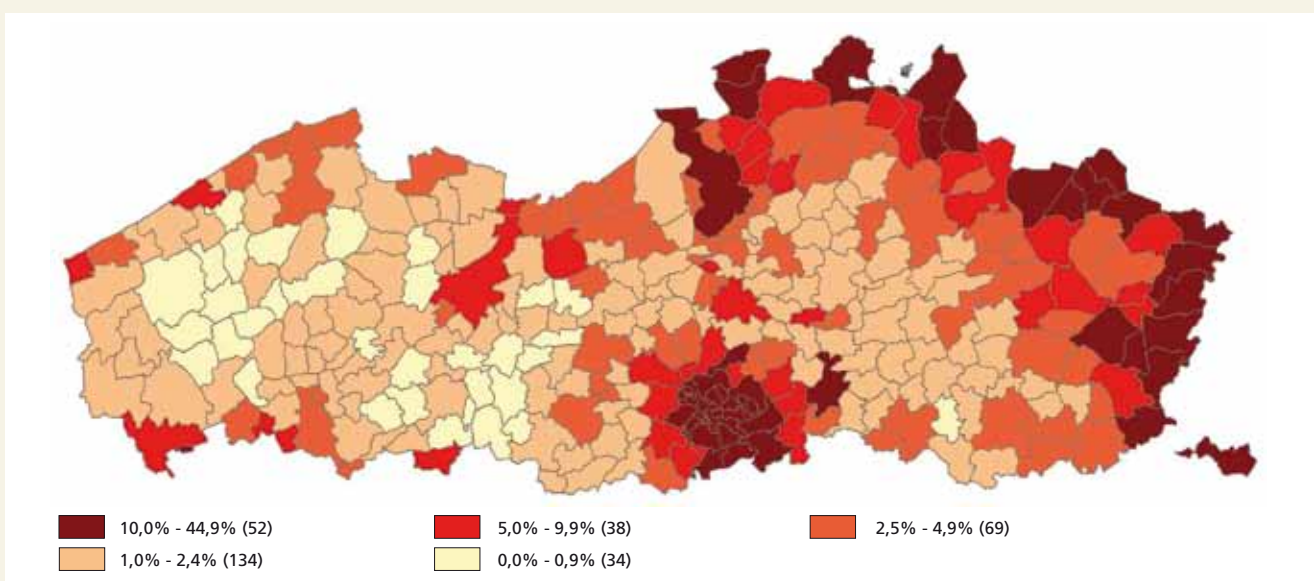 10,0% - 44,9% (52) 5,0% - 9,9% (38) 2,5% - 4,9% (69)
1,0% - 2,4% (134) 0,0% - 0,9% (34)